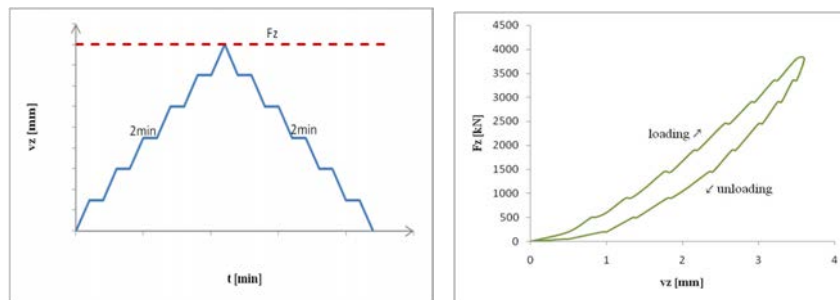 Fz
vz [mm]
2min
2min
t [min]
4500
4000
3500
3000
2500
2000
1500
1000
500
0
Fz [kN]
loading ↗
↙ unloading
0
1
2
3
4
vz [mm]